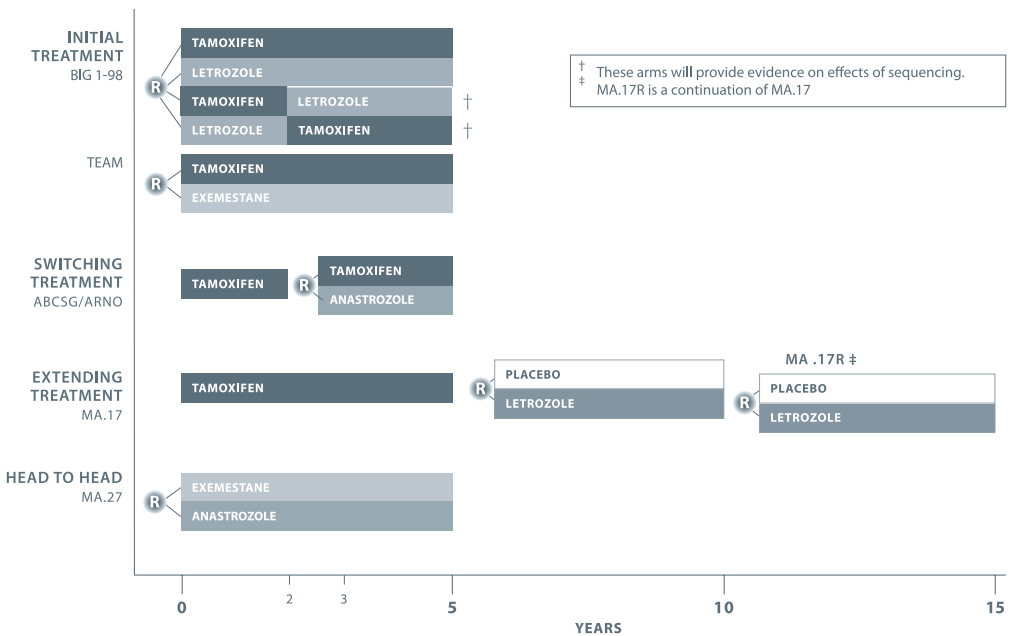 INITIAL
TREATMENT
BIG 1-98
R
TAMOXIFEN
LETROZOLE
TAMOXIFEN LETROZOLE †
LETROZOLE TAMOXIFEN †
† These arms will provide evidence on effects of sequencing.
‡ MA.17R is a continuation of MA.17
TEAM
R
TAMOXIFEN
EXEMESTANE
SWITCHING
TREATMENT
ABCSG/ARNO
TAMOXIFEN
R
TAMOXIFEN
ANASTROZOLE
EXTENDING
TREATMENT
MA.17
TAMOXIFEN
R
PLACEBO
LETROZOLE
MA .17R ‡
R
PLACEBO
LETROZOLE
HEAD TO HEAD
MA.27
R
EXEMESTANE
ANASTROZOLE
0 2 3 5 10 15
YEARS